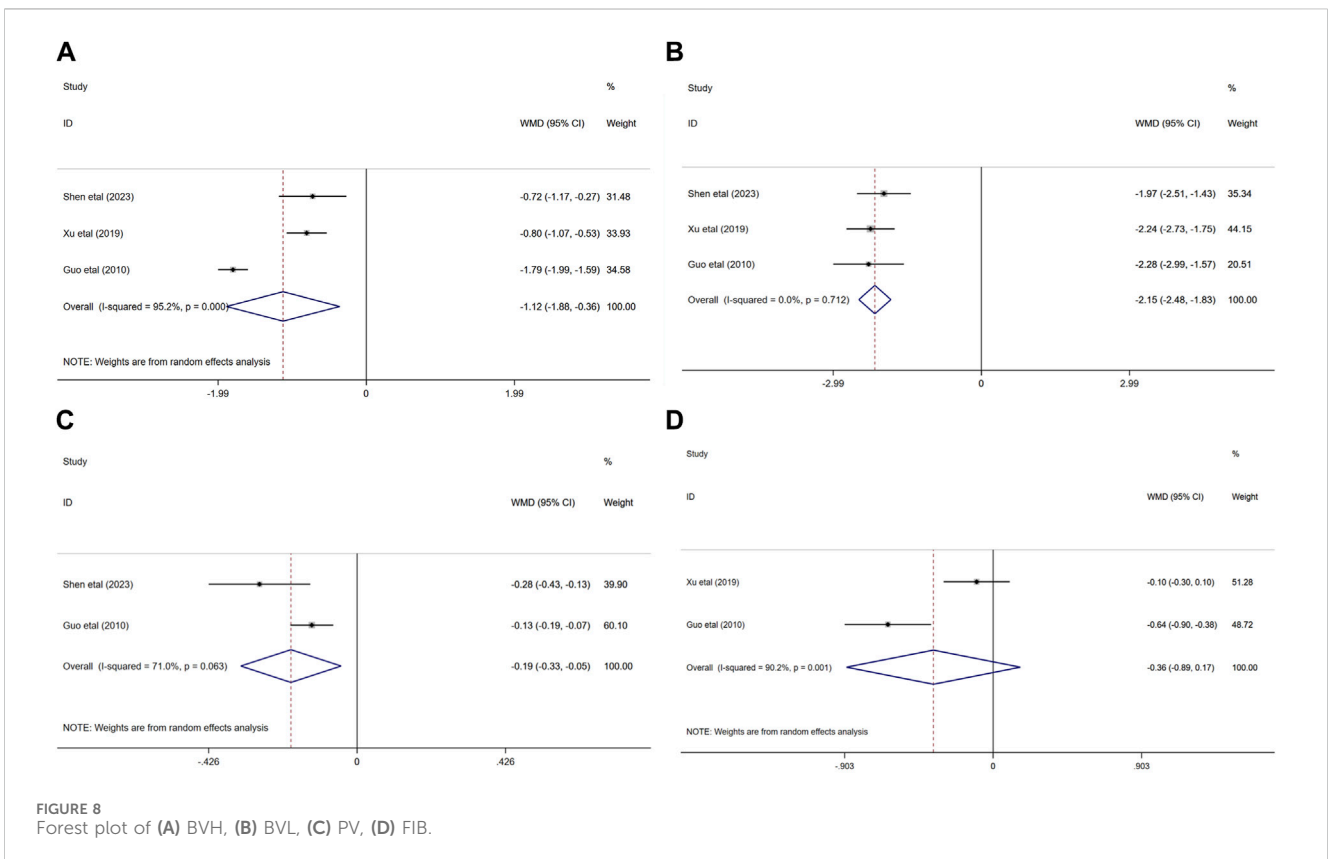 A
Study %
ID WMD (95% CI) Weight
Shen etal (2023) -0.72 (-1.17, -0.27) 31.48
Xu etal (2019) -0.80 (-1.07, -0.53) 33.93
Guo etal (2010) -1.79 (-1.99, -1.59) 34.58
Overall (I-squared = 95.2%, p = 0.000) -1.12 (-1.88, -0.36) 100.00
NOTE: Weights are from random effects analysis
-1.99 0 1.99
B
Study %
ID WMD (95% CI) Weight
Shen etal (2023) -1.97 (-2.51, -1.43) 35.34
Xu etal (2019) -2.24 (-2.73, -1.75) 44.15
Guo etal (2010) -2.28 (-2.99, -1.57) 20.51
Overall (I-squared = 0.0%, p = 0.712) -2.15 (-2.48, -1.83) 100.00
-2.99 0 2.99
C
Study %
ID WMD (95% CI) Weight
Shen etal (2023) -0.28 (-0.43, -0.13) 39.90
Guo etal (2010) -0.13 (-0.19, -0.07) 60.10
Overall (I-squared = 71.0%, p = 0.063) -0.19 (-0.33, -0.05) 100.00
NOTE: Weights are from random effects analysis
-.426 0 .426
D
Study %
ID WMD (95% CI) Weight
Xu etal (2019) -0.10 (-0.30, 0.10) 51.28
Guo etal (2010) -0.64 (-0.90, -0.38) 48.72
Overall (I-squared = 90.2%, p = 0.001) -0.36 (-0.89, 0.17) 100.00
NOTE: Weights are from random effects analysis
-.903 0 .903
FIGURE 8
Forest plot of (A) BVH, (B) BVL, (C) PV, (D) FIB.